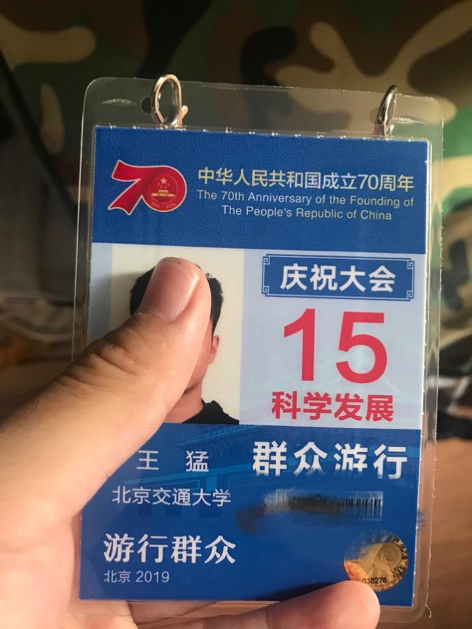 70
中华人民共和国成立70周年
The 70th Anniversary of the Founding of
The People's Republic of China
庆祝大会
15
科学发展
王 猛
群众游行
北京交通大学
游行群众
北京 2019
038276